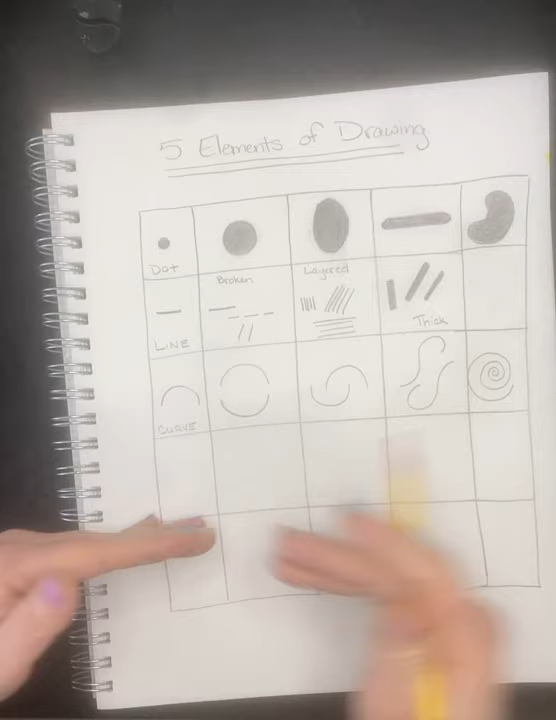 5 Elements of Drawing
Dot
Broken
Layered
LINE
Thick
CURVE